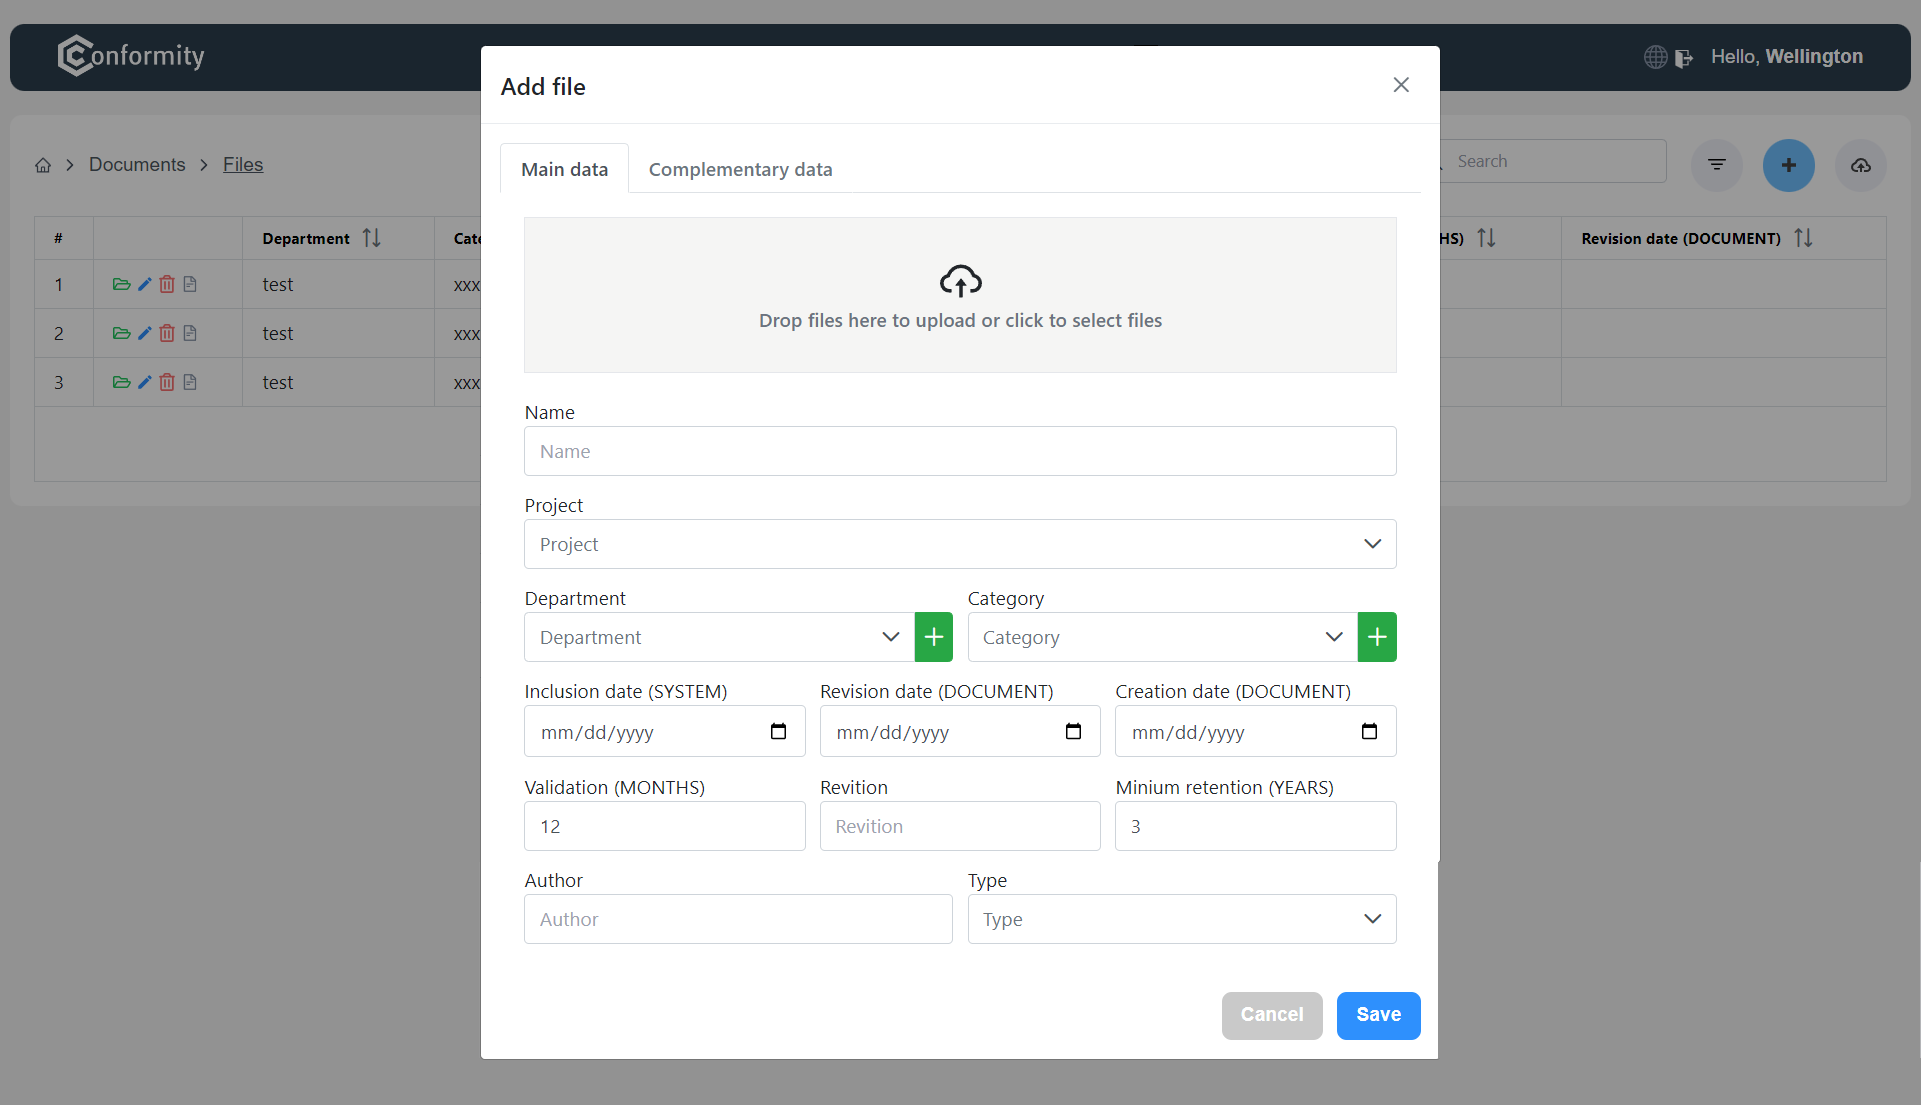 Conformity
Hello, Wellington
Add file
Main data
Complementary data
Documents
Files
Search
#
Department
Cate
HS)
Revision date (DOCUMENT)
1
test
xxx
2
test
xxx
3
test
xxx
Drop files here to upload or click to select files
Name
Name
Project
Project
Department
Category
Department
Category
Inclusion date (SYSTEM)
Revision date (DOCUMENT)
Creation date (DOCUMENT)
mm/dd/yyyy
mm/dd/yyyy
mm/dd/yyyy
Validation (MONTHS)
Revition
Minium retention (YEARS)
12
Revition
3
Author
Type
Author
Type
Cancel
Save